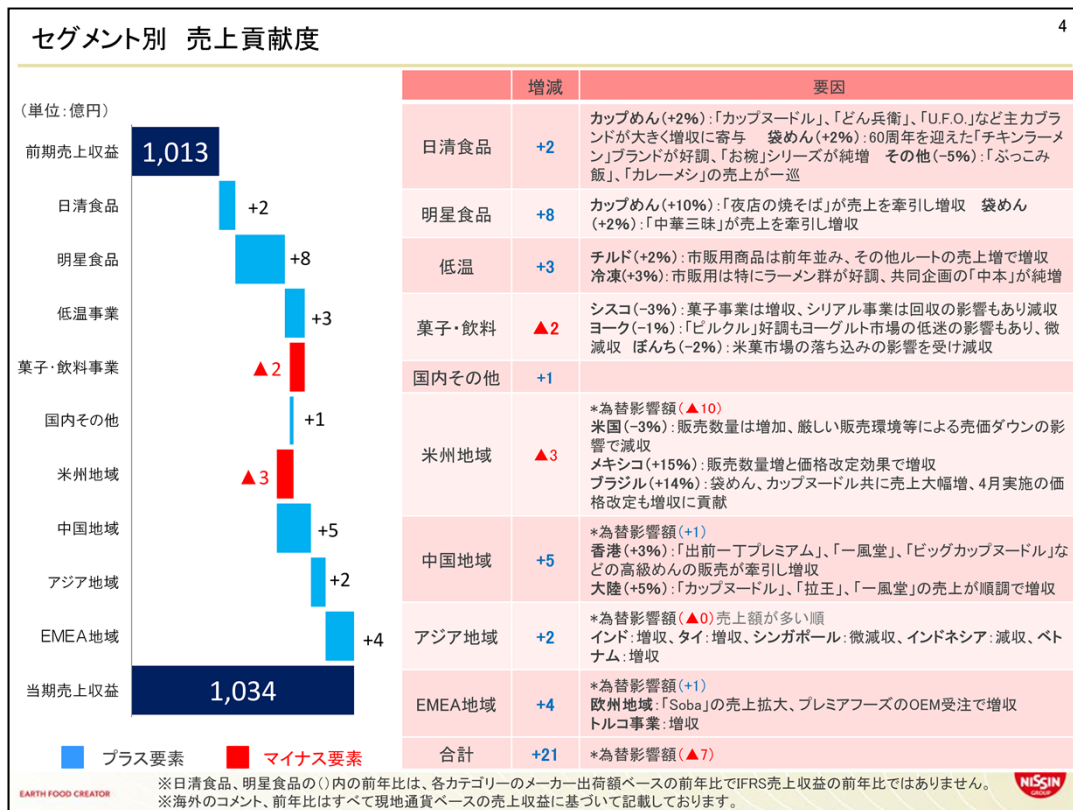 4
セグメント別 売上貢献度
(単位:億円)
前期売上収益 1,013
日清食品 +2
明星食品 +8
低温事業 +3
菓子・飲料事業 ▲2
国内その他 +1
米州地域 ▲3
中国地域 +5
アジア地域 +2
EMEA地域 +4
当期売上収益 1,034
プラス要素 マイナス要素
増減 要因
日清食品 +2
カップめん(+2%):「カップヌードル」、「どん兵衛」、「U.F.O.」など主力ブラ
ンドが大きく増収に寄与 袋めん(+2%):60周年を迎えた「チキンラーメ
ン」ブランドが好調、「お椀」シリーズが純増 その他(-5%):「ぶっこみ
飯」、「カレーメシ」の売上が一巡
明星食品 +8
カップめん(+10%):「夜店の焼そば」が売上を牽引し増収 袋めん
(+2%):「中華三昧」が売上を牽引し増収
低温 +3
チルド(+2%):市販用商品は前年並み、その他ルートの売上増で増収
冷凍(+3%):市販用は特にラーメン群が好調、共同企画の「中本」が純増
菓子・飲料 ▲2
シスコ(-3%):菓子事業は増収、シリアル事業は回収の影響もあり減収
ヨーク(-1%):「ピルクル」好調もヨーグルト市場の低迷の影響もあり、微
減収 ぼんち(-2%):米菓市場の落ち込みの影響を受け減収
国内その他 +1
米州地域 ▲3
*為替影響額(▲10)
米国(-3%):販売数量は増加、厳しい販売環境等による売価ダウンの影
響で減収
メキシコ(+15%):販売数量増と価格改定効果で増収
ブラジル(+14%):袋めん、カップヌードル共に売上大幅増、4月実施の価
格改定も増収に貢献
中国地域 +5
*為替影響額(+1)
香港(+3%):「出前一丁プレミアム」、「一風堂」、「ビッグカップヌードル」な
どの高級めんの販売が牽引し増収
大陸(+5%):「カップヌードル」、「拉王」、「一風堂」の売上が順調で増収
アジア地域 +2
*為替影響額(▲0)売上額が多い順
インド:増収、タイ:増収、シンガポール:微減収、インドネシア:減収、ベト
ナム:増収
EMEA地域 +4
*為替影響額(+1)
欧州地域:「Soba」の売上拡大、プレミアフーズのOEM受注で増収
トルコ事業:増収
合計 +21 *為替影響額(▲7)
※日清食品、明星食品の()内の前年比は、各カテゴリーのメーカー出荷額ベースの前年比でIFRS売上収益の前年比ではありません。
※海外のコメント、前年比はすべて現地通貨ベースの売上収益に基づいて記載しております。
EARTH FOOD CREATOR
NISSIN
GROUP